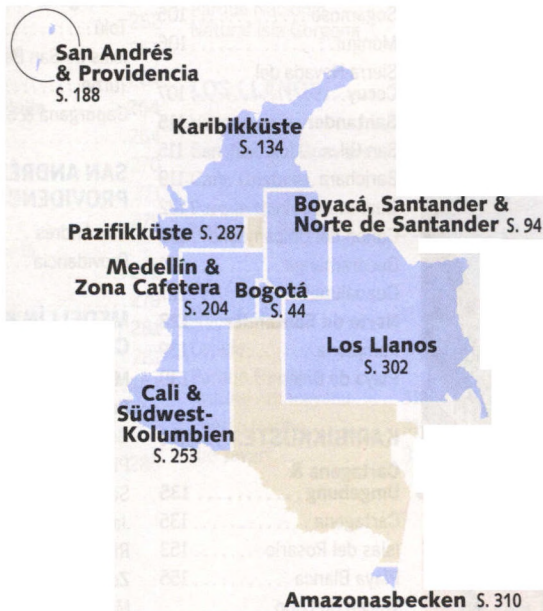 San Andrés
& Providencia
S. 188
Karibikküste
S. 134
Boyacá, Santander &
Norte de Santander S. 94
Pazifikküste S. 287
Medellín &
Zona Cafetera
S. 204
Bogotá
S. 44
Los Llanos
S. 302
Cali &
Südwest-
Kolumbien
S. 253
Amazonasbecken S. 310